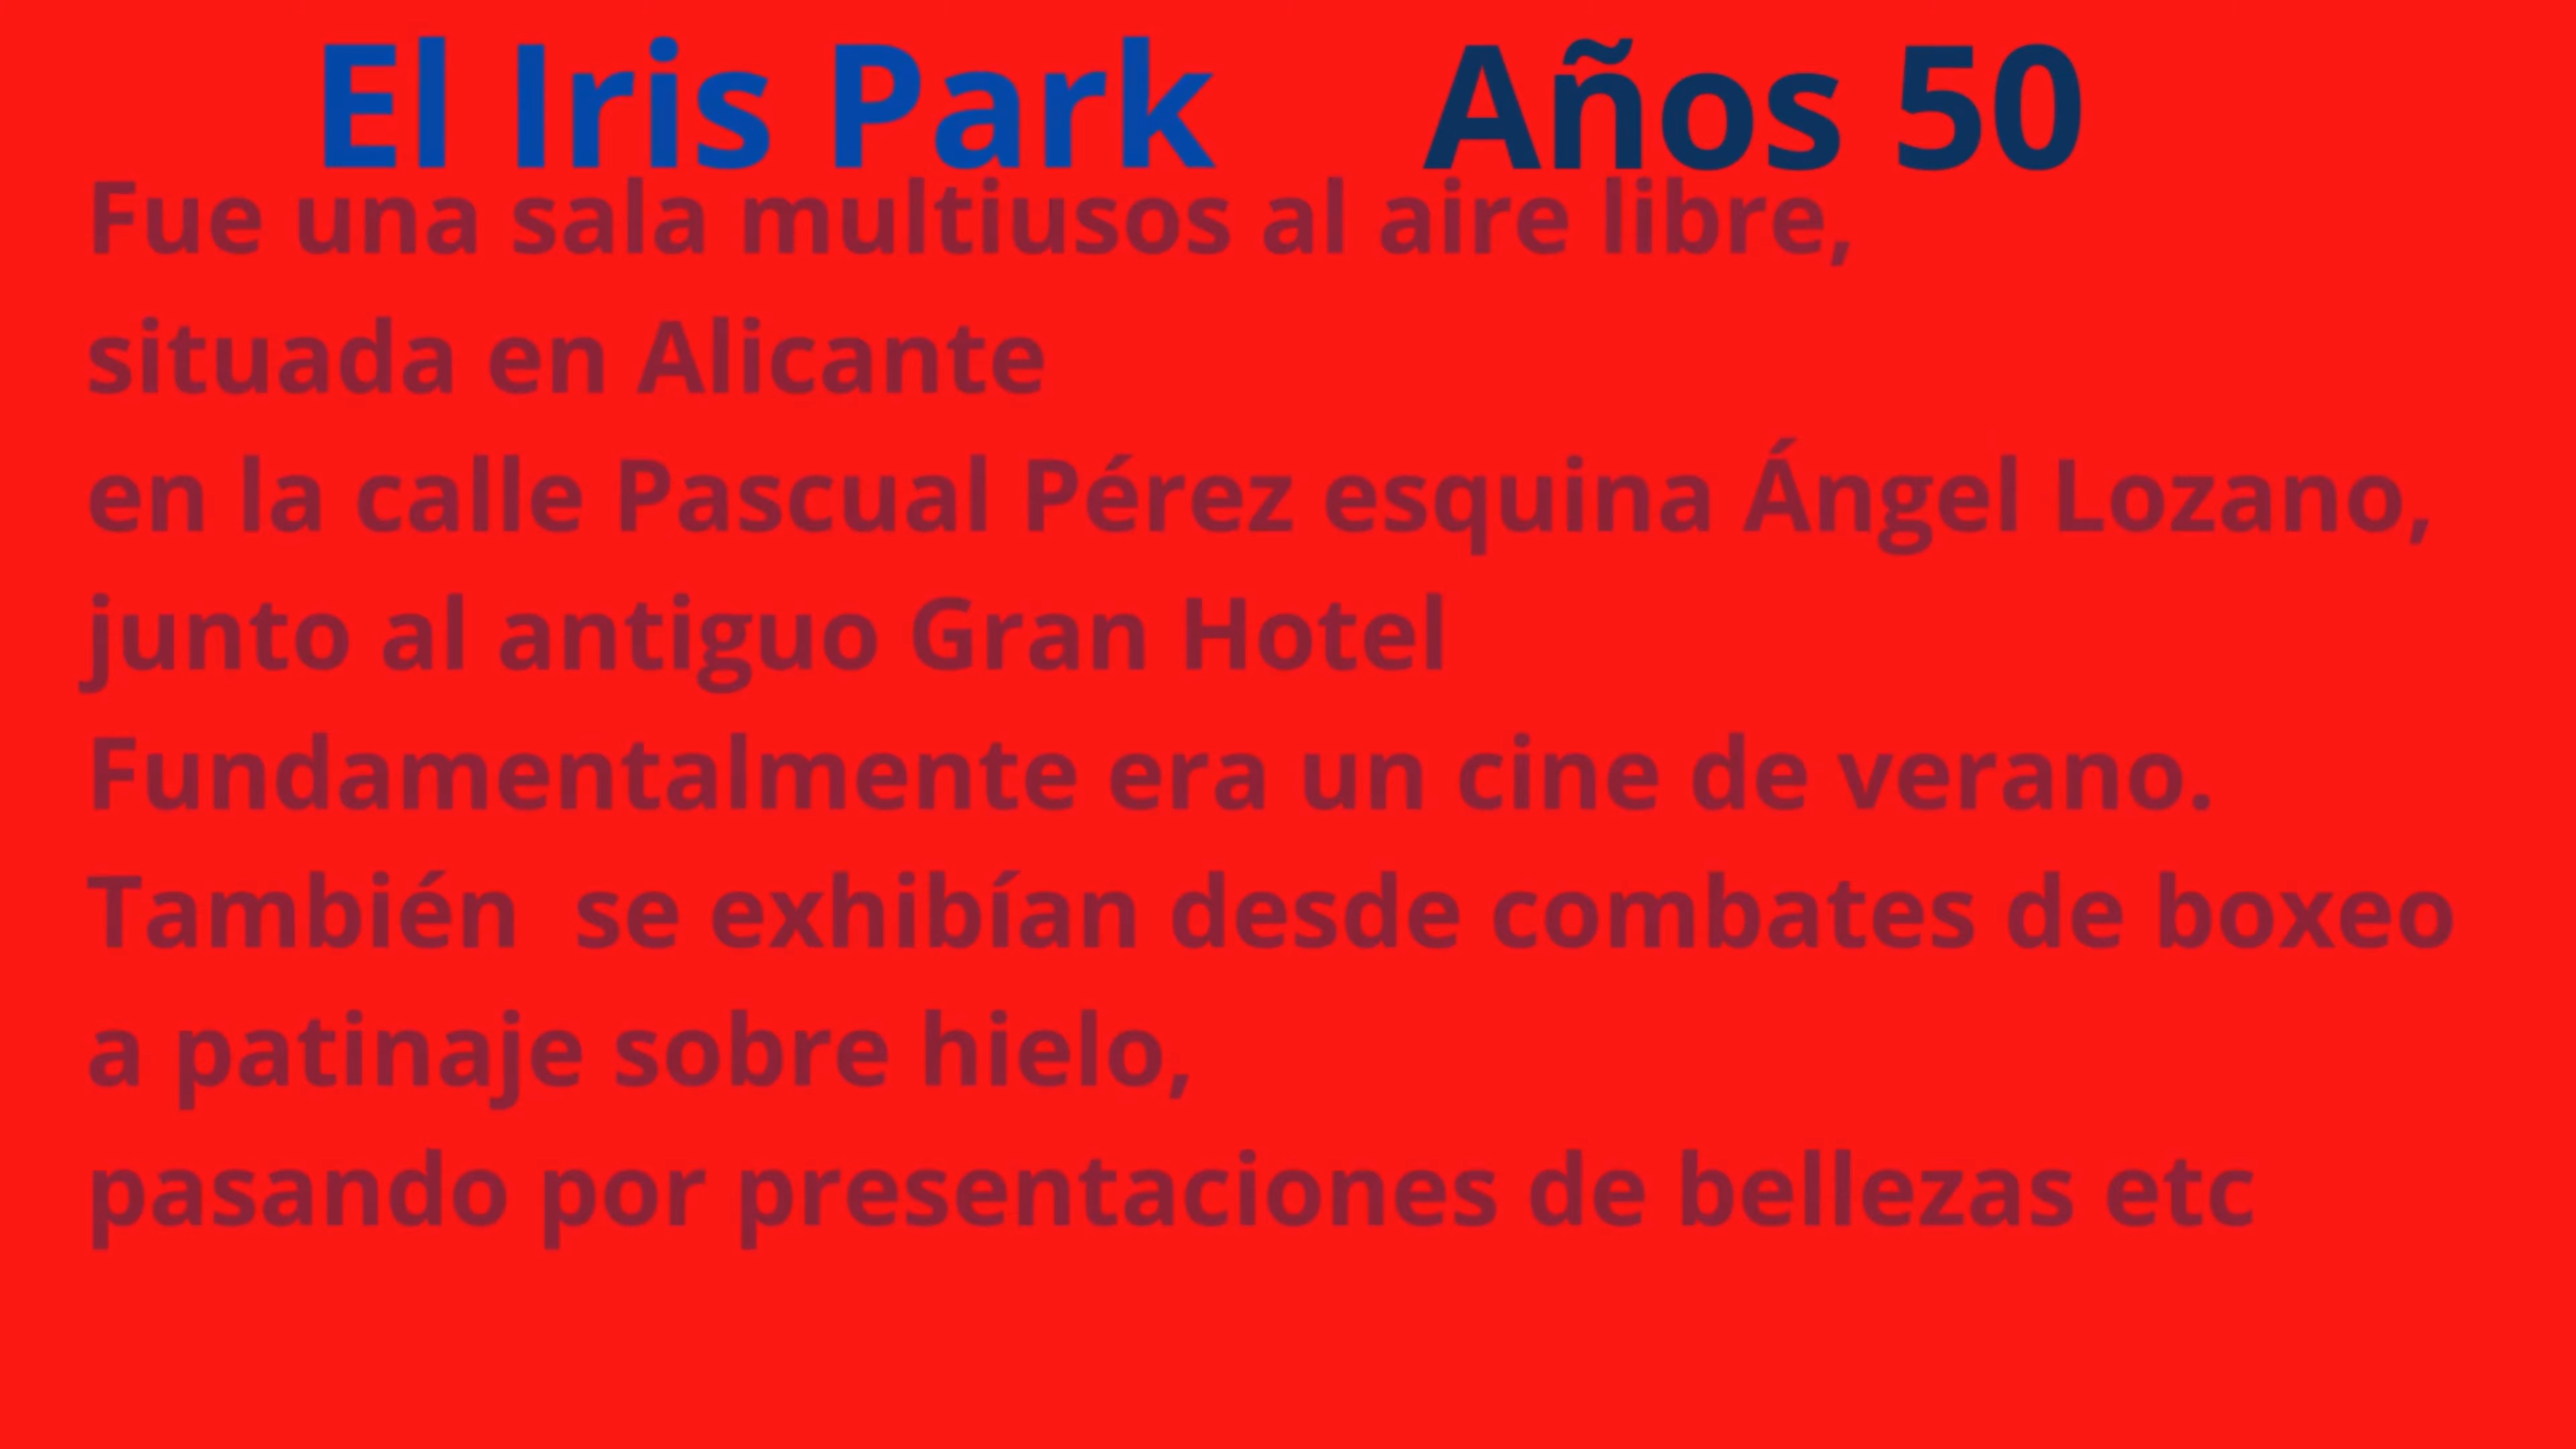 El Iris Park Años 50
Fue una sala multiusos al aire libre,
situada en Alicante
en la calle Pascual Pérez esquina Ángel Lozano,
junto al antiguo Gran Hotel
Fundamentalmente era un cine de verano.
También  se exhibían desde combates de boxeo
a patinaje sobre hielo,
pasando por presentaciones de bellezas etc